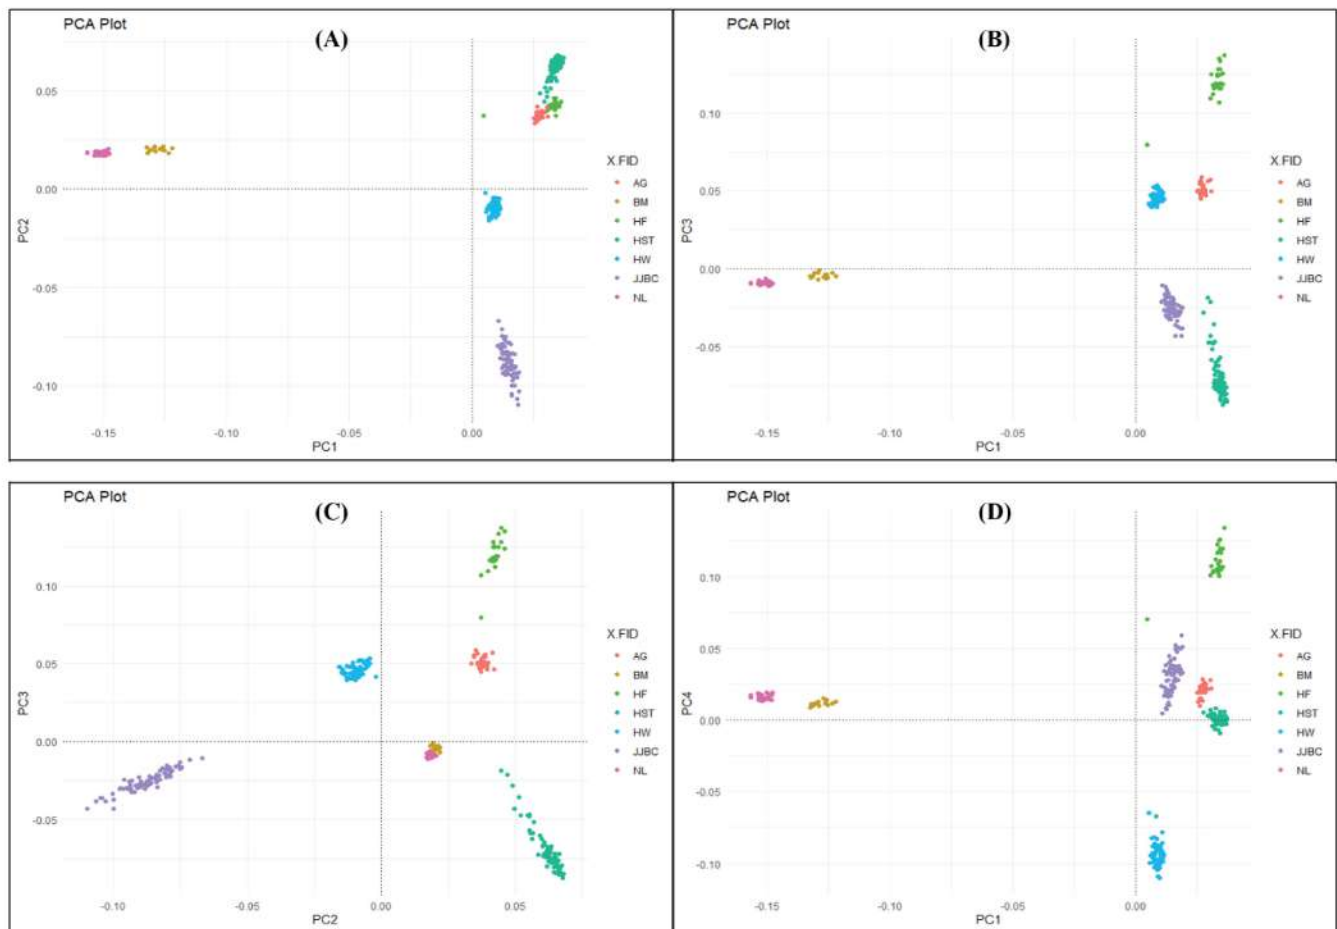 PCA Plot
(A)
0.05
0.00
-0.05
-0.10
PC2
-0.15
-0.10
-0.05
0.00
PC1
X.FID
AG
BM
HF
HST
HW
JJBC
NL
PCA Plot
(B)
0.10
0.05
0.00
-0.05
PC3
-0.15
-0.10
-0.05
0.00
PC1
X.FID
AG
BM
HF
HST
HW
JJBC
NL
PCA Plot
(C)
0.10
0.05
0.00
-0.05
PC3
-0.10
-0.05
0.00
0.05
PC2
X.FID
AG
BM
HF
HST
HW
JJBC
NL
PCA Plot
(D)
0.10
0.05
0.00
-0.05
-0.10
PC4
-0.15
-0.10
-0.05
0.00
PC1
X.FID
AG
BM
HF
HST
HW
JJBC
NL